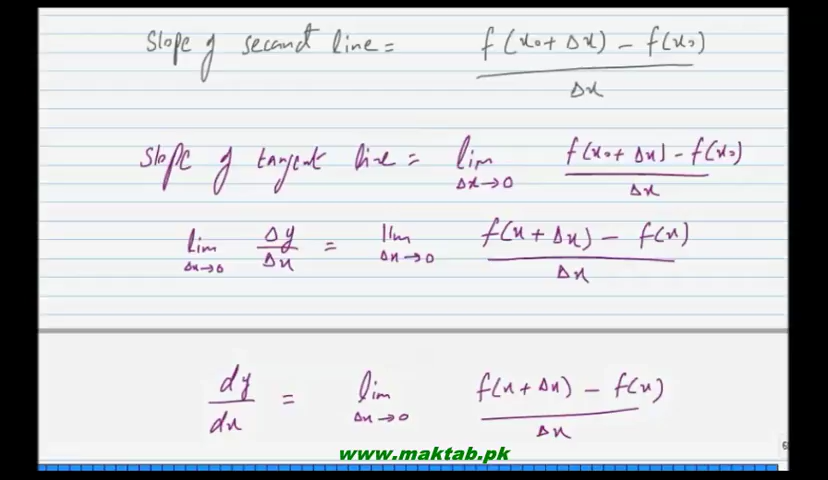 Slope of secant line = f(x₀ + Δx) - f(x₀) / Δx
Slope of tangent line = lim Δx→0 f(x₀ + Δx) - f(x₀) / Δx
lim Δx→0 Δy/Δx = lim Δx→0 f(x + Δx) - f(x) / Δx
dy/dx = lim Δx→0 f(x + Δx) - f(x) / Δx
www.maktab.pk